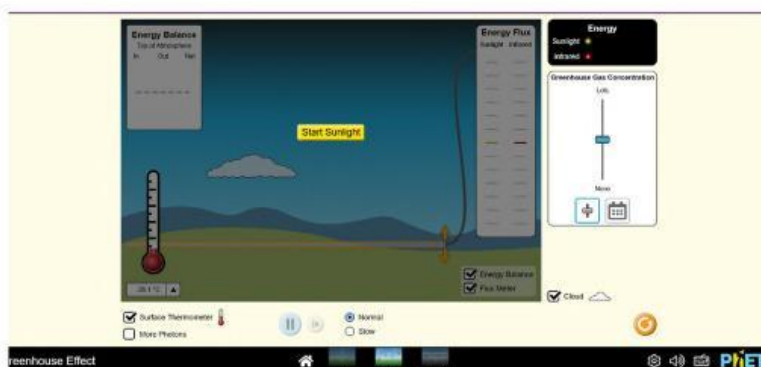 Energy Balance
Top of Atmosphere
In Out Net
Energy Flux
Sunlight Infrared
Start Sunlight
Energy Balance
Flux Meter
Energy
Sunlight
Infrared
Greenhouse Gas Concentration
Lots
None
Cloud
Surface Thermometer
More Photons
Normal
Slow
reenhouse Effect
PhET